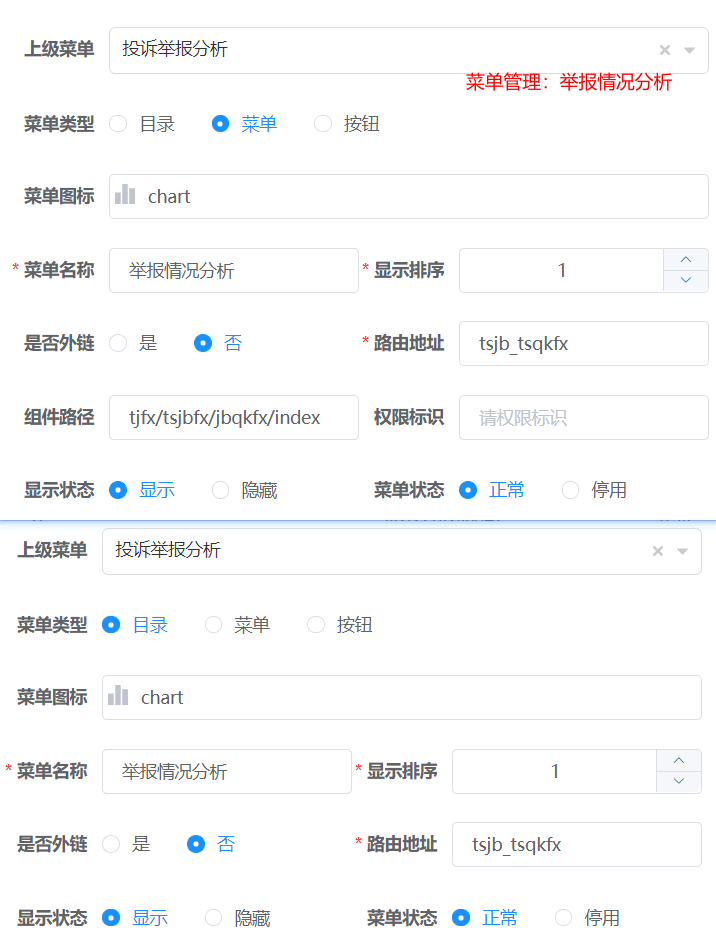 上级菜单 投诉举报分析
菜单管理：举报情况分析
菜单类型 目录 菜单 按钮
菜单图标 chart
* 菜单名称 举报情况分析 * 显示排序 1
是否外链 是 否 * 路由地址 tsjb_tsqkfx
组件路径 tjfx/tsjbfx/jbqkfx/index 权限标识 请权限标识
显示状态 显示 隐藏 菜单状态 正常 停用
上级菜单 投诉举报分析
菜单类型 目录 菜单 按钮
菜单图标 chart
* 菜单名称 举报情况分析 * 显示排序 1
是否外链 是 否 * 路由地址 tsjb_tsqkfx
显示状态 显示 隐藏 菜单状态 正常 停用